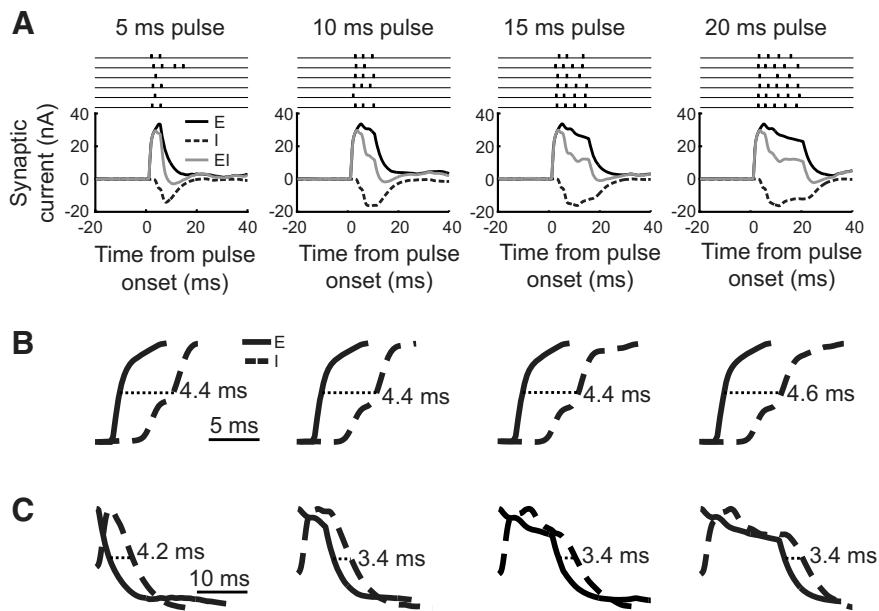 A
5 ms pulse
10 ms pulse
15 ms pulse
20 ms pulse
Synaptic
current (nA)
40
20
0
-20
E
I
EI
-20
0
20
40
-20
0
20
40
-20
0
20
40
-20
0
20
40
40
20
0
-20
40
20
0
-20
40
20
0
-20
Time from pulse
onset (ms)
Time from pulse
onset (ms)
Time from pulse
onset (ms)
Time from pulse
onset (ms)
B
E
I
4.4 ms
4.4 ms
4.4 ms
4.6 ms
5 ms
C
4.2 ms
3.4 ms
3.4 ms
3.4 ms
10 ms